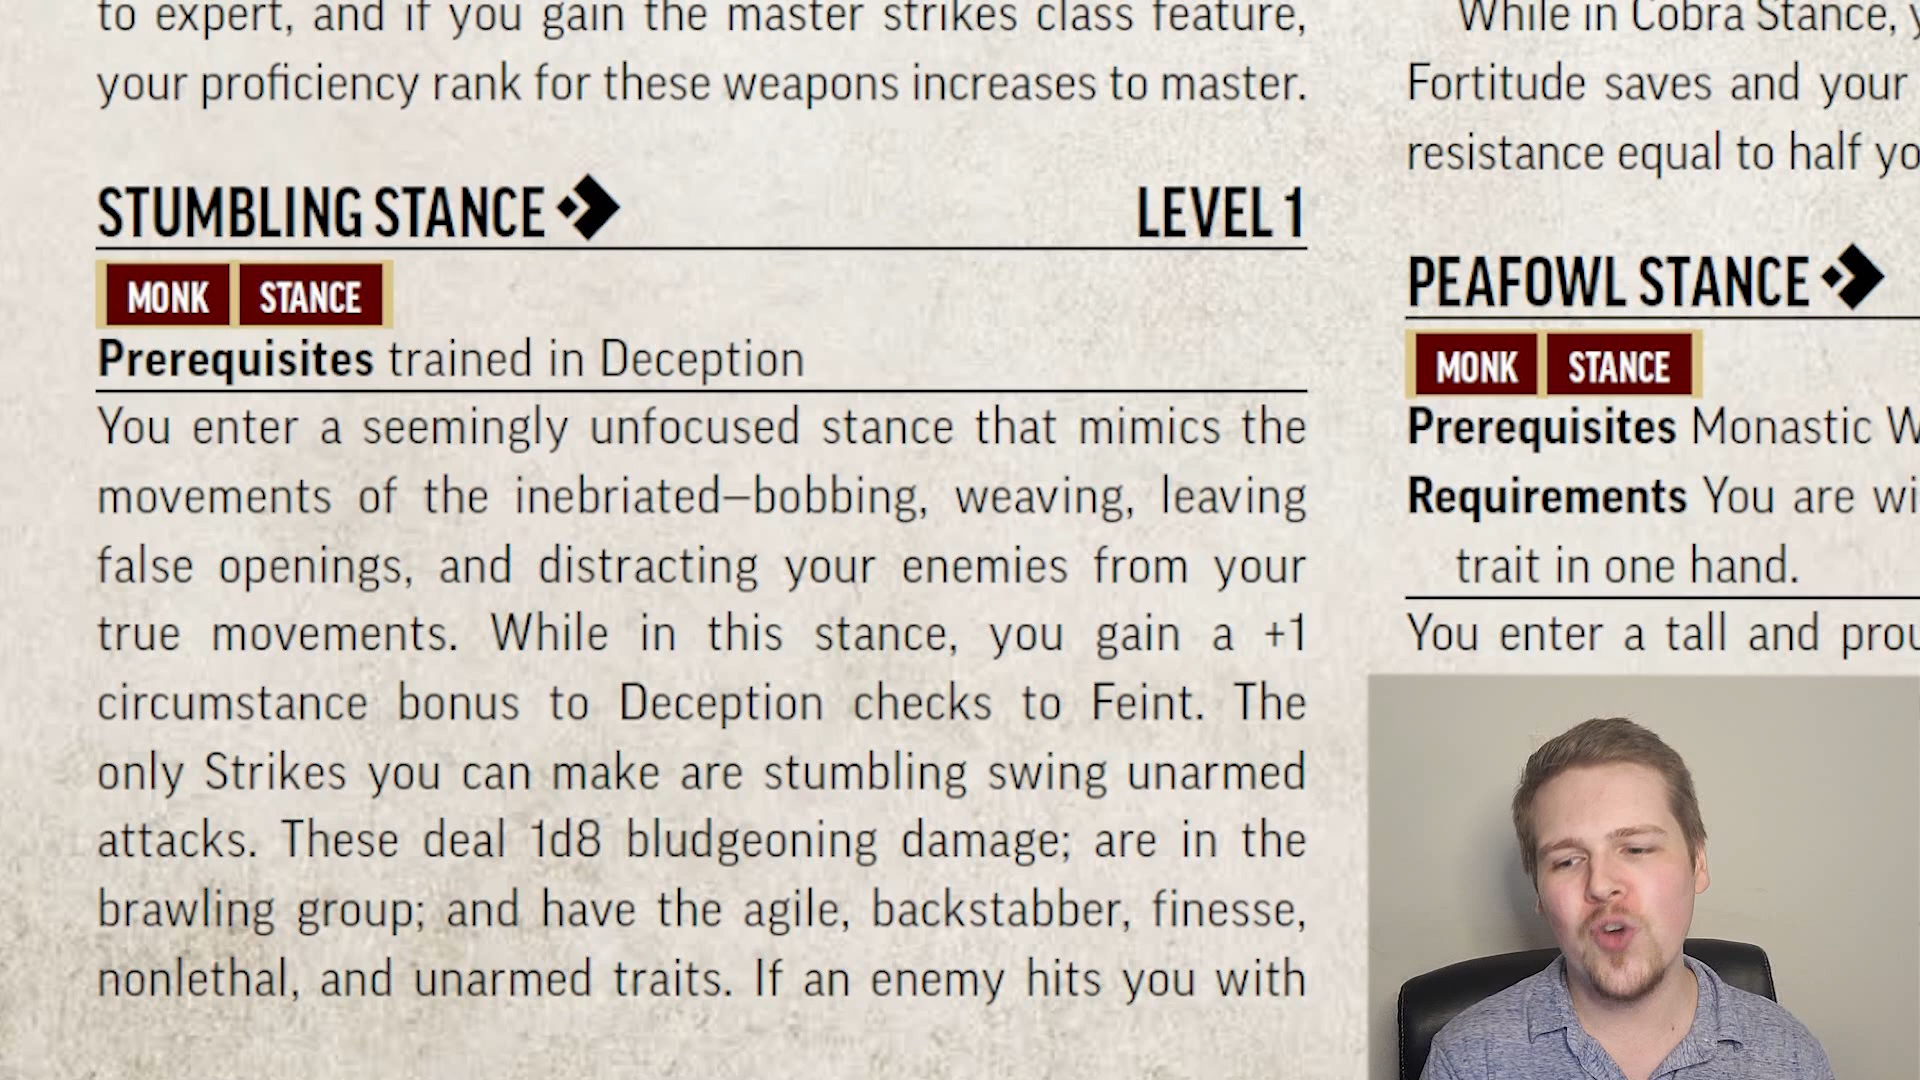 to expert, and if you gain the master strikes class feature,
your proficiency rank for these weapons increases to master.
STUMBLING STANCE LEVEL 1
MONK STANCE
Prerequisites trained in Deception
You enter a seemingly unfocused stance that mimics the
movements of the inebriated—bobbing, weaving, leaving
false openings, and distracting your enemies from your
true movements. While in this stance, you gain a +1
circumstance bonus to Deception checks to Feint. The
only Strikes you can make are stumbling swing unarmed
attacks. These deal 1d8 bludgeoning damage; are in the
brawling group; and have the agile, backstabber, finesse,
nonlethal, and unarmed traits. If an enemy hits you with
While in Cobra Stance,
Fortitude saves and your
resistance equal to half
PEAFOWL STANCE
MONK STANCE
Prerequisites Monastic
Requirements You are
trait in one hand.
You enter a tall and